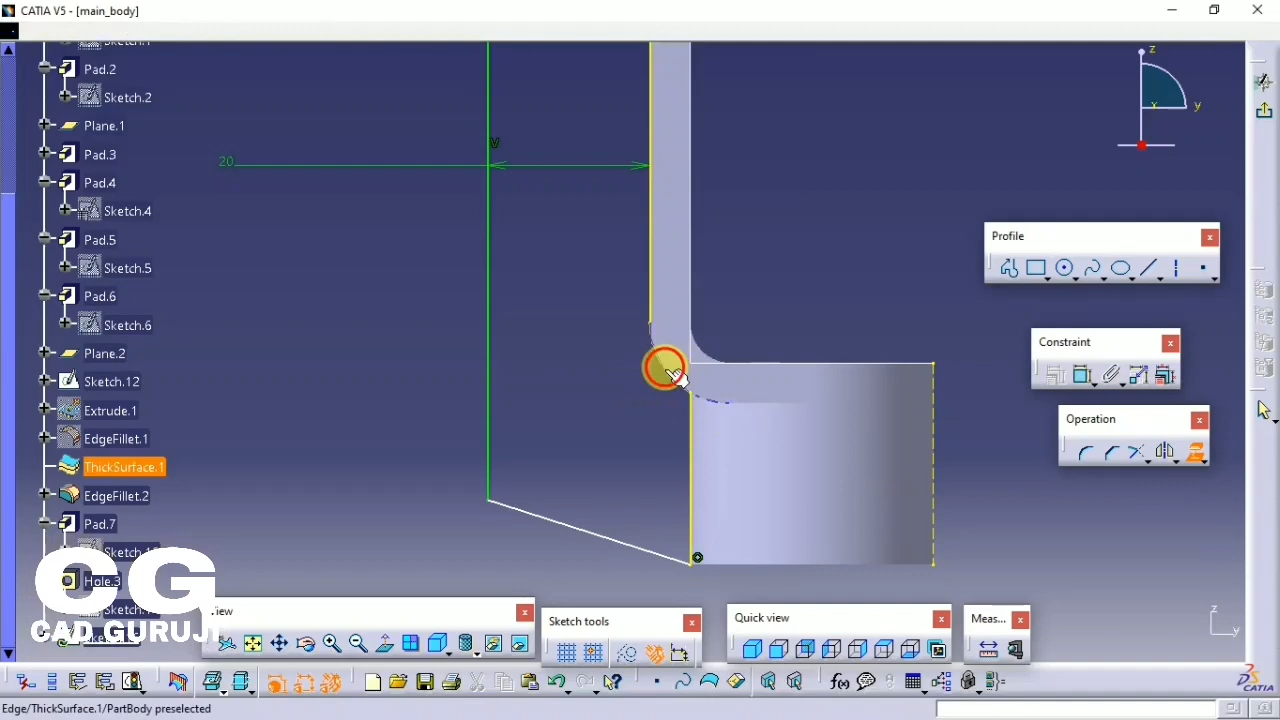 CATIA V5 - [main_body]
Pad.2
Sketch.2
Plane.1
Pad.3
Pad.4
Sketch.4
Pad.5
Sketch.5
Pad.6
Sketch.6
Plane.2
Sketch.12
Extrude.1
EdgeFillet.1
ThickSurface.1
EdgeFillet.2
Pad.7
Hole.3
CG
CAD GURUJI
20
V
z
x
y
Profile
Constraint
Operation
Sketch tools
Quick view
Meas...
z
y
f(x)
CATIA
Edge/ThickSurface.1/PartBody preselected